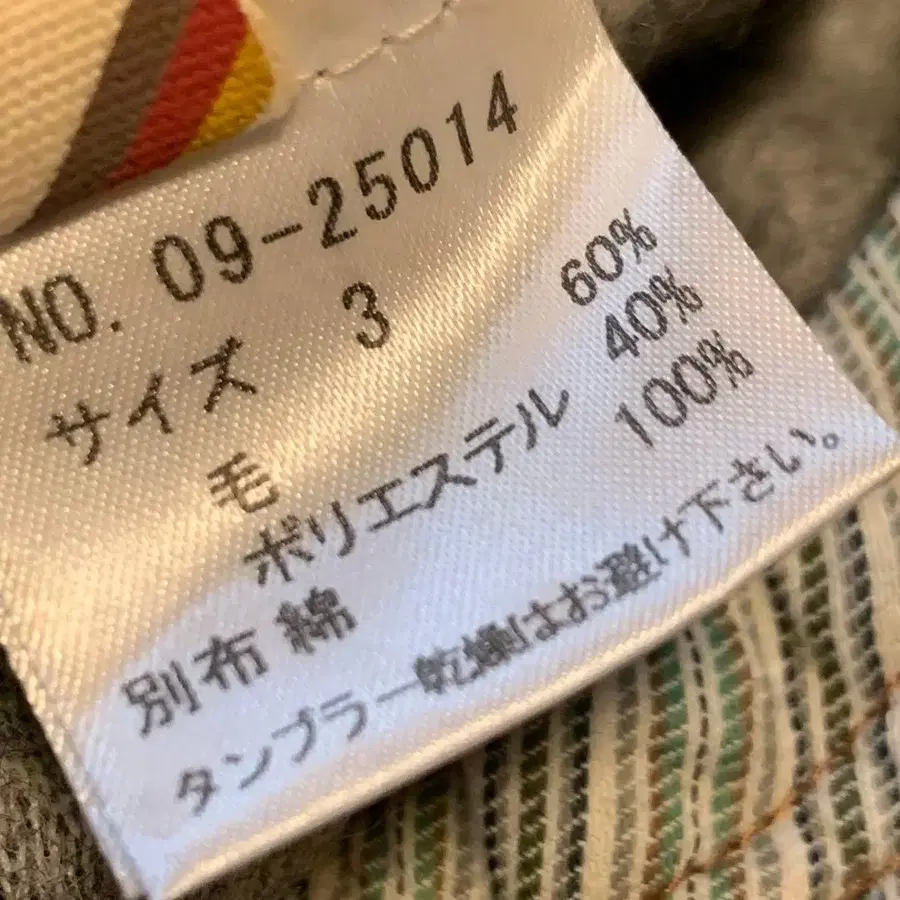 NO. 09-25014
サイズ 3
毛 60%
ポリエステル 40%
別布 綿 100%
タンブラー乾燥はお避け下さい。